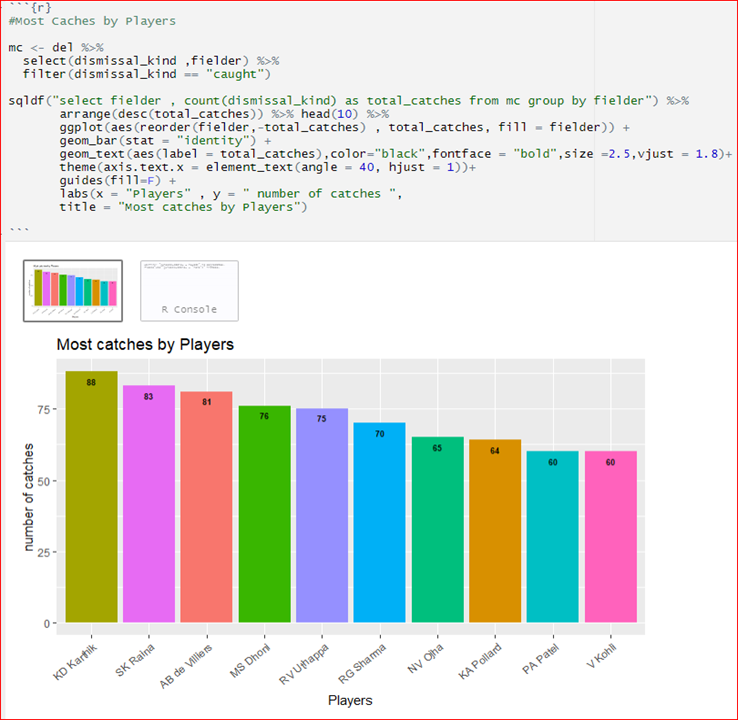 ```{r}
#Most Caches by Players
mc <- del %>%
select(dismissal_kind ,fielder) %>%
filter(dismissal_kind == "caught")
sqldf("select fielder , count(dismissal_kind) as total_catches from mc group by fielder") %>%
arrange(desc(total_catches)) %>% head(10) %>%
ggplot(aes(reorder(fielder,-total_catches) , total_catches, fill = fielder)) +
geom_bar(stat = "identity") +
geom_text(aes(label = total_catches),color="black",fontface = "bold",size =2.5,vjust = 1.8)+
theme(axis.text.x = element_text(angle = 40, hjust = 1))+
guides(fill=F) +
labs(x = "Players" , y = " number of catches ",
title = "Most catches by Players")
```
R Console
Most catches by Players
88
83
81
76
75
70
65
64
60
60
75
50
25
0
number of catches
KD Karthik
SK Raina
AB de Villiers
MS Dhoni
RV Uthappa
RG Sharma
NV Ojha
KA Pollard
PA Patel
V Kohli
Players